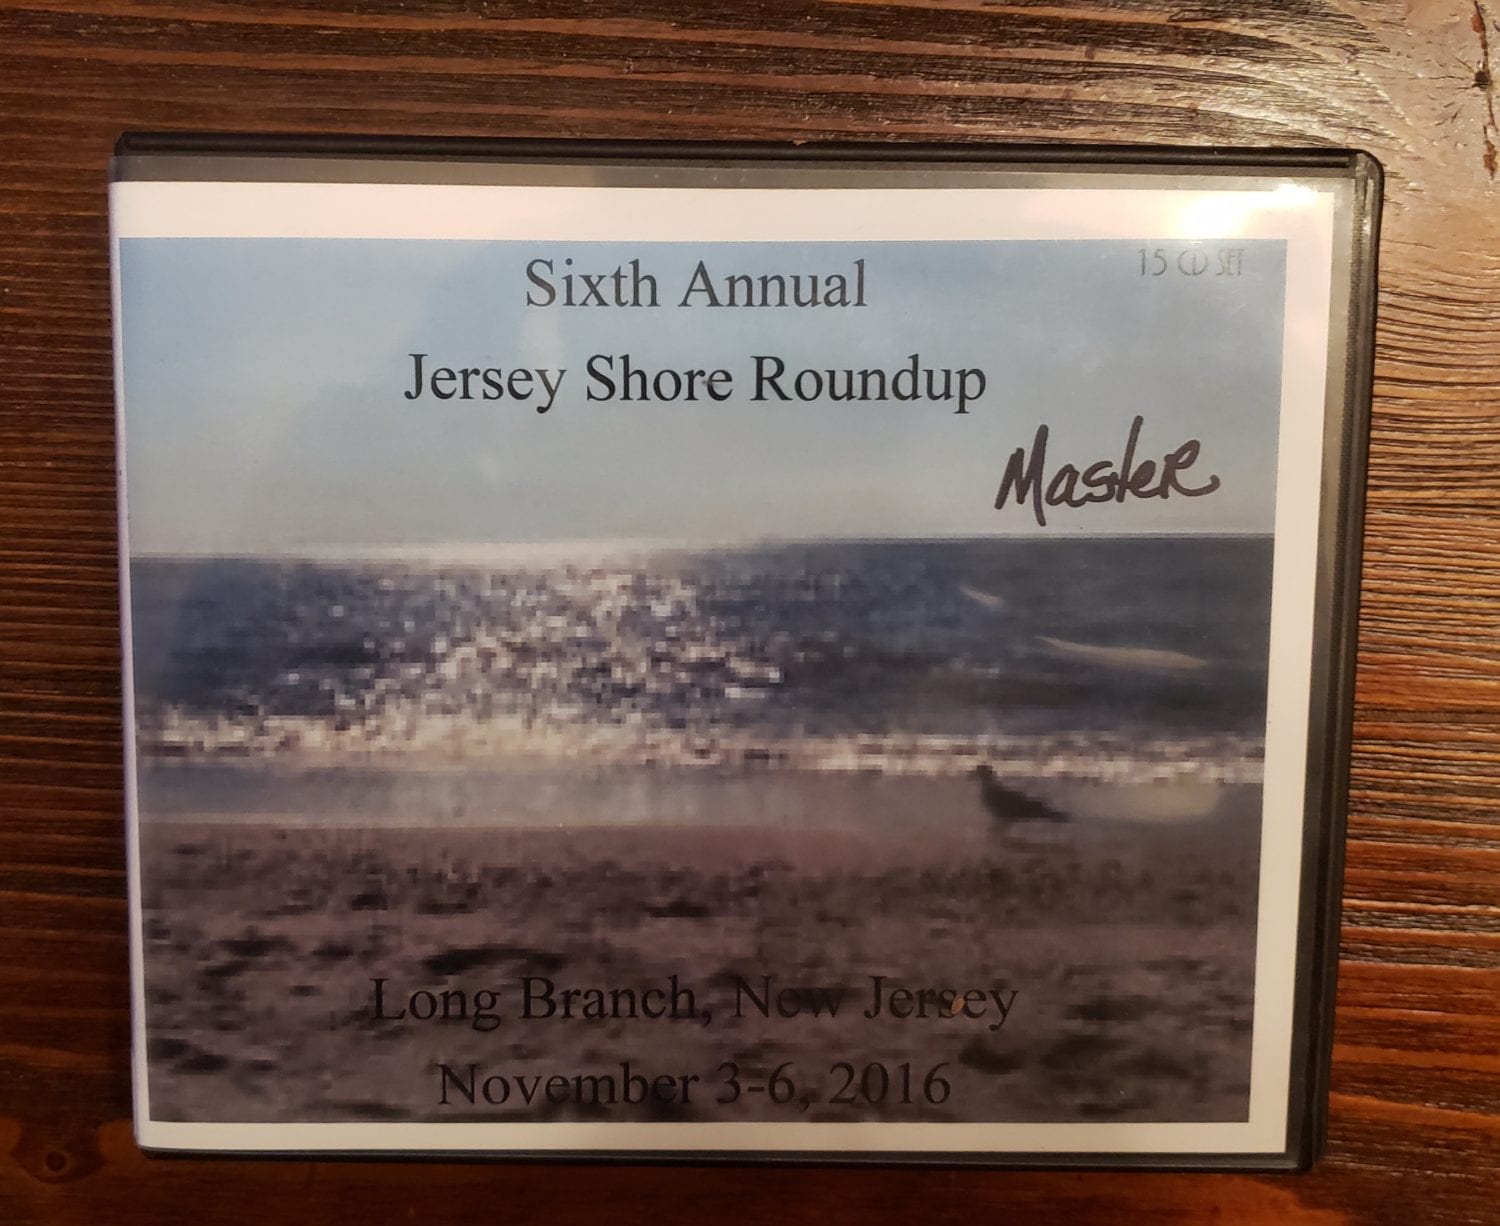 15 CD SET
Sixth Annual
Jersey Shore Roundup
Master
Long Branch, New Jersey
November 3-6, 2016